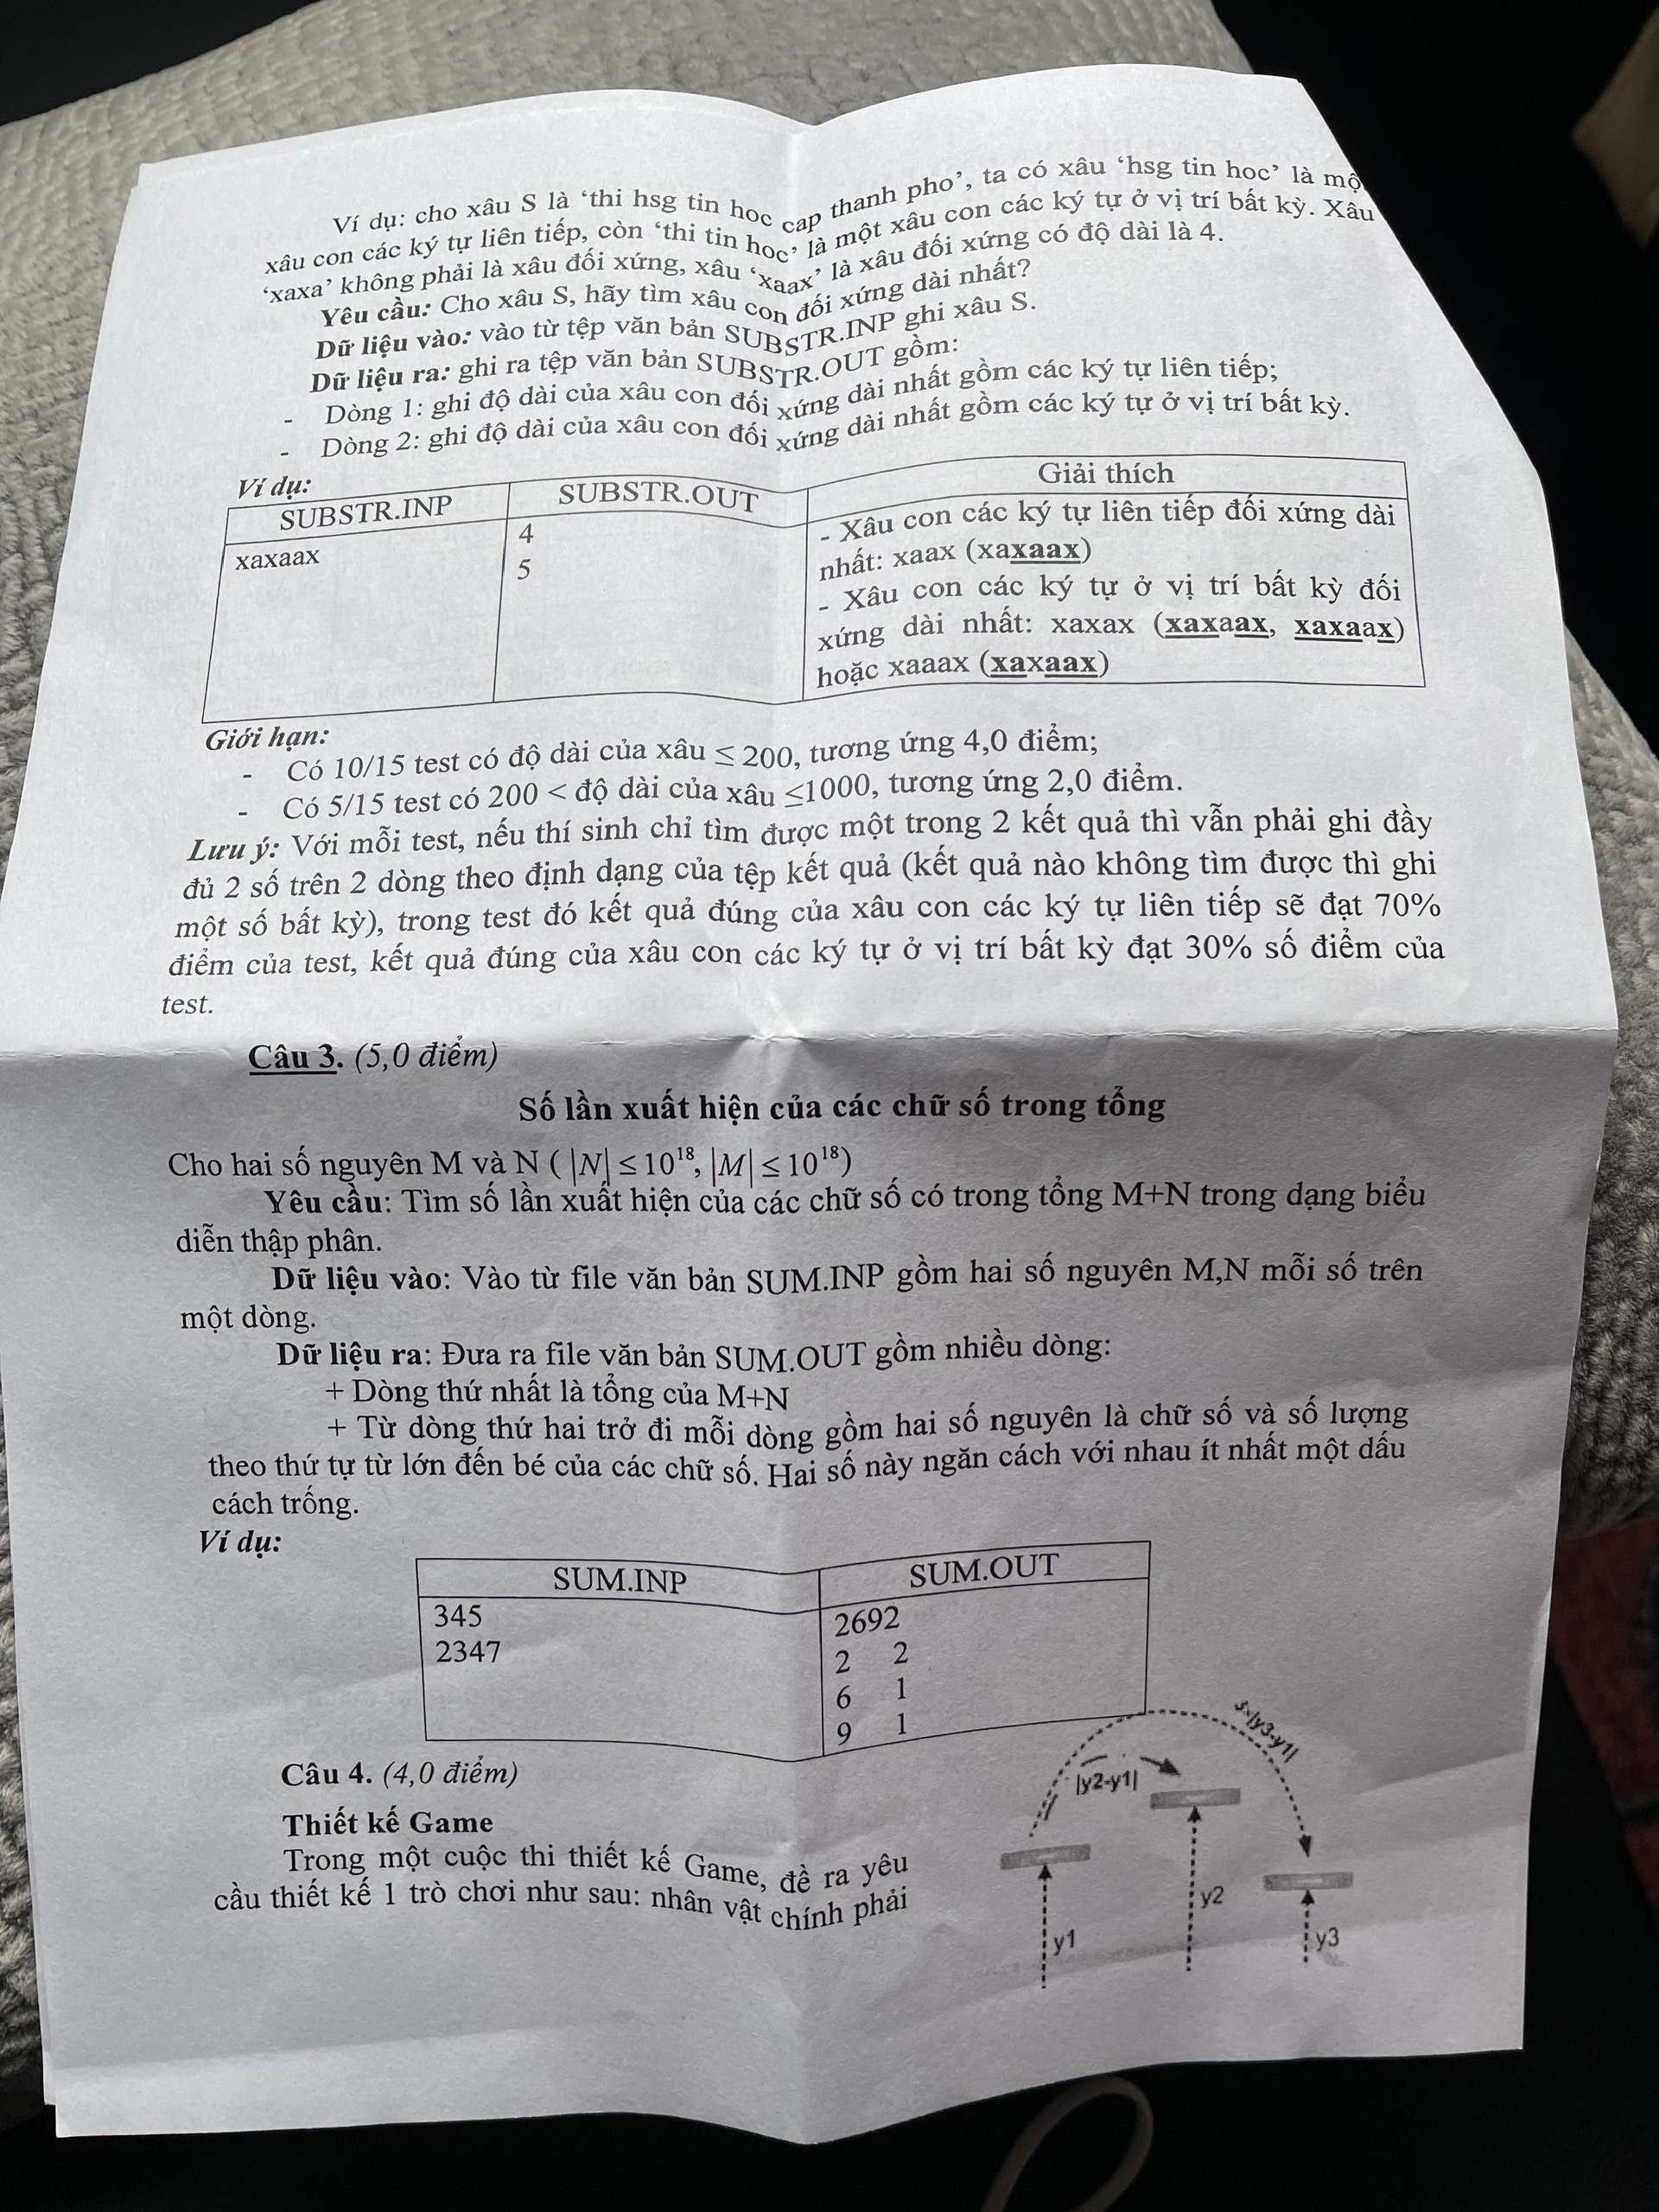 Ví dụ: cho xâu S là ‘thi hsg tin hoc cap thanh pho’, ta có xâu ‘hsg tin hoc’ là
xâu con các ký tự liên tiếp, còn ‘thi tin hoc’ là một xâu con các ký tự ở vị trí bất kỳ. Xâu
‘xaxa’ không phải là xâu đối xứng, xâu ‘xaax’ là xâu đối xứng có độ dài là 4.
Yêu cầu: Cho xâu S, hãy tìm xâu con đối xứng dài nhất?
Dữ liệu vào: vào từ tệp văn bản SUBSTR.INP ghi xâu S.
Dữ liệu ra: ghi ra tệp văn bản SUBSTR.OUT gồm:
- Dòng 1: ghi độ dài của xâu con đối xứng dài nhất gồm các ký tự liên tiếp;
- Dòng 2: ghi độ dài của xâu con đối xứng dài nhất gồm các ký tự ở vị trí bất kỳ.
Ví dụ:
SUBSTR.INP SUBSTR.OUT Giải thích
xaxaax
4
5
- Xâu con các ký tự liên tiếp đối xứng dài
nhất: xaax (xaxaax)
- Xâu con các ký tự ở vị trí bất kỳ đối
xứng dài nhất: xaxax (xaxaax, xaxaax)
hoặc xaaax (xaxaax)
Giới hạn:
- Có 10/15 test có độ dài của xâu ≤ 200, tương ứng 4,0 điểm;
- Có 5/15 test có 200 < độ dài của xâu ≤1000, tương ứng 2,0 điểm.
Lưu ý: Với mỗi test, nếu thí sinh chỉ tìm được một trong 2 kết quả thì vẫn phải ghi đầy
đủ 2 số trên 2 dòng theo định dạng của tệp kết quả (kết quả nào không tìm được thì ghi
một số bất kỳ), trong test đó kết quả đúng của xâu con các ký tự liên tiếp sẽ đạt 70%
điểm của test, kết quả đúng của xâu con các ký tự ở vị trí bất kỳ đạt 30% số điểm của
test.
Câu 3. (5,0 điểm)
Số lần xuất hiện của các chữ số trong tổng
Cho hai số nguyên M và N ( |N| ≤ 10¹⁸, |M| ≤ 10¹⁸)
Yêu cầu: Tìm số lần xuất hiện của các chữ số có trong tổng M+N trong dạng biểu
diễn thập phân.
Dữ liệu vào: Vào từ file văn bản SUM.INP gồm hai số nguyên M,N mỗi số trên
một dòng.
Dữ liệu ra: Đưa ra file văn bản SUM.OUT gồm nhiều dòng:
+ Dòng thứ nhất là tổng của M+N
+ Từ dòng thứ hai trở đi mỗi dòng gồm hai số nguyên là chữ số và số lượng
theo thứ tự từ lớn đến bé của các chữ số. Hai số này ngăn cách với nhau ít nhất một dấu
cách trống.
Ví dụ:
SUM.INP SUM.OUT
345
2347
2692
2 2
6 1
9 1
Câu 4. (4,0 điểm)
Thiết kế Game
Trong một cuộc thi thiết kế Game, đề ra yêu
cầu thiết kế 1 trò chơi như sau: nhân vật chính phải
3×|y3-y1|
|y2-y1|
y1
y2
y3